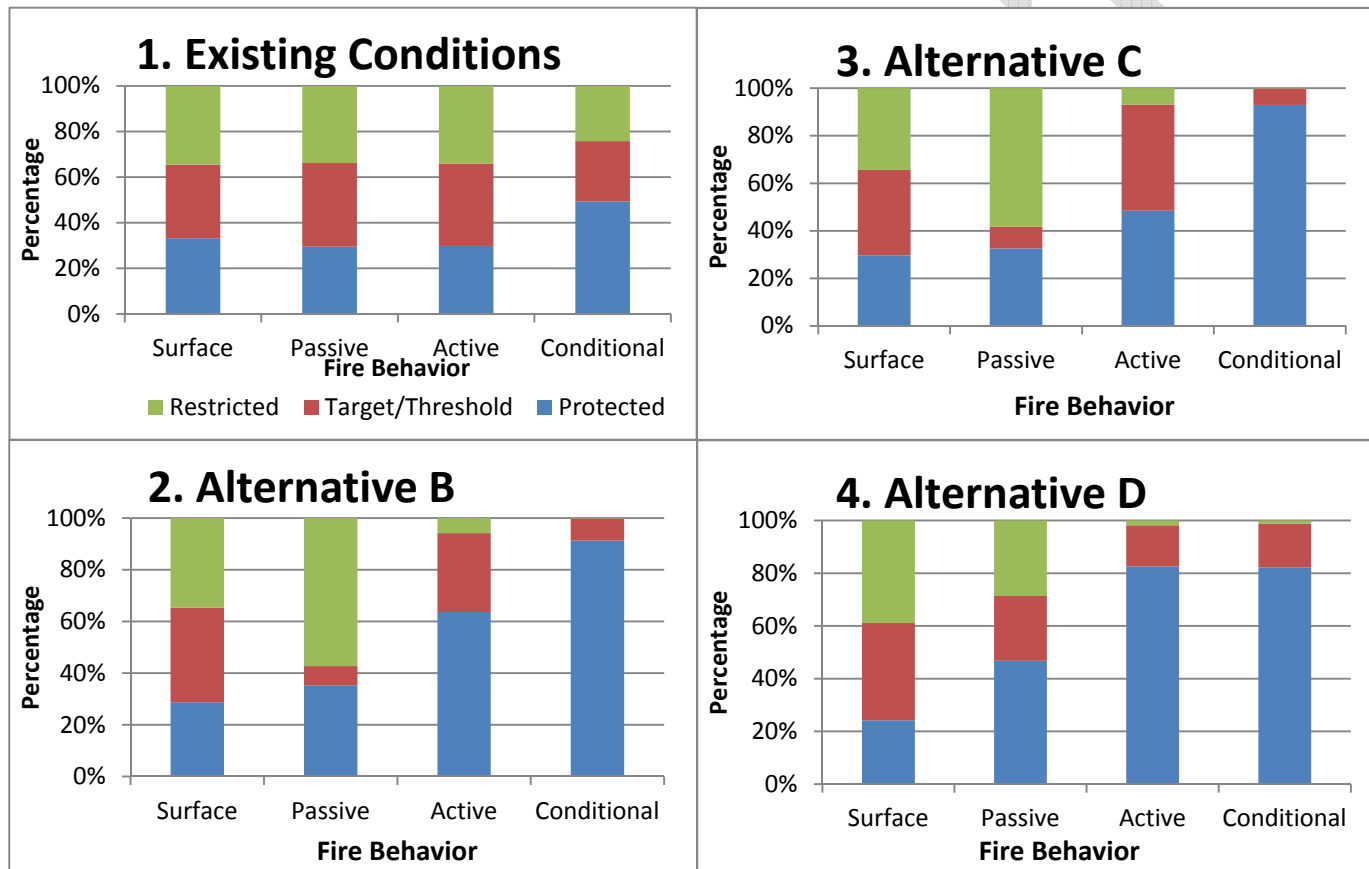 1. Existing Conditions
100%
80%
60%
40%
20%
0%
Percentage
Surface Passive Active Conditional
Fire Behavior
Restricted Target/Threshold Protected
3. Alternative C
100%
80%
60%
40%
20%
0%
Percentage
Surface Passive Active Conditional
Fire Behavior
2. Alternative B
100%
80%
60%
40%
20%
0%
Percentage
Surface Passive Active Conditional
Fire Behavior
4. Alternative D
100%
80%
60%
40%
20%
0%
Percentage
Surface Passive Active Conditional
Fire Behavior